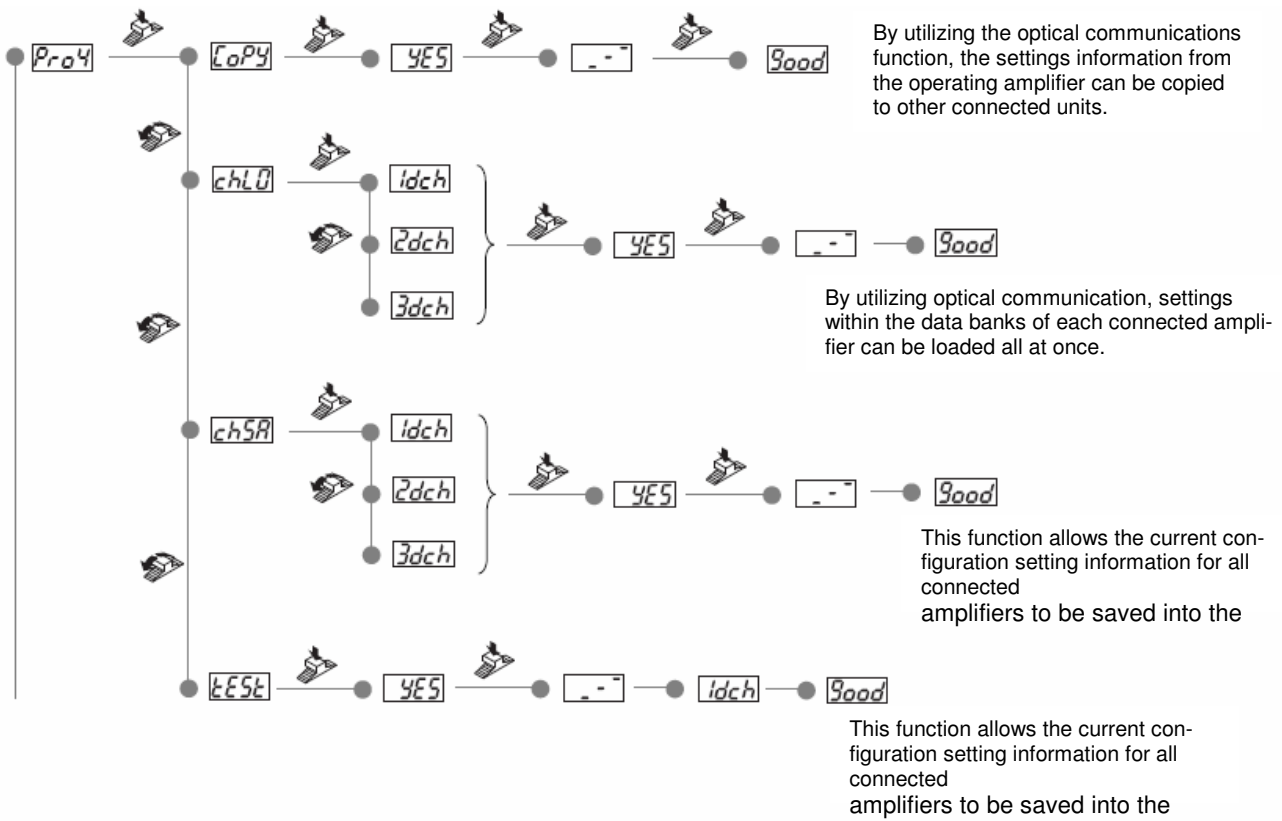 Pro4 CoPY YES _-¯ good
By utilizing the optical communications
function, the settings information from
the operating amplifier can be copied
to other connected units.
chLO 1dch
2dch YES _-¯ good
3dch
By utilizing optical communication, settings
within the data banks of each connected ampli-
fier can be loaded all at once.
chSA 1dch
2dch YES _-¯ good
3dch
This function allows the current con-
figuration setting information for all
connected
amplifiers to be saved into the
tESt YES _-¯ 1dch good
This function allows the current con-
figuration setting information for all
connected
amplifiers to be saved into the